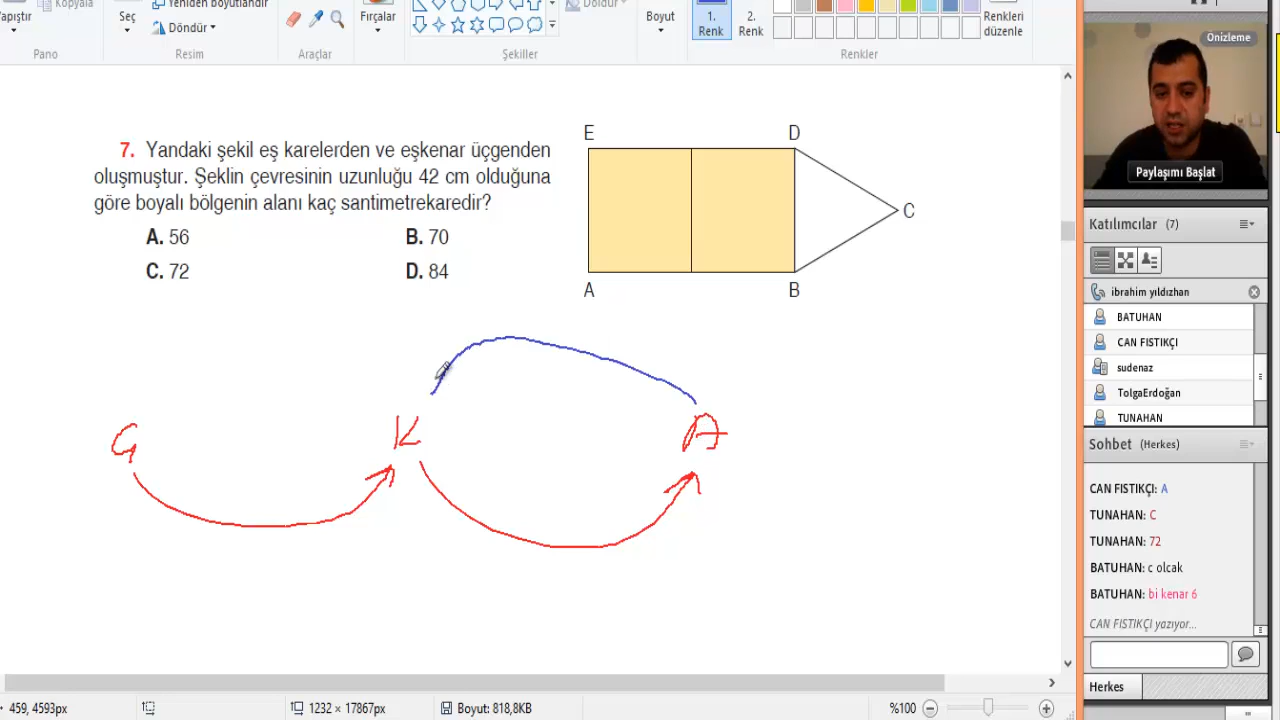 apıştır
Kopyala
Seç
Yeniden boyutlandır
Döndür
Fırçalar
Boyut
Doldur
1.
Renk
2.
Renk
Renkleri
düzenle
Pano
Resim
Araçlar
Şekiller
Renkler
Önizleme
Paylaşımı Başlat
7. Yandaki şekil eş karelerden ve eşkenar üçgenden
oluşmuştur. Şeklin çevresinin uzunluğu 42 cm olduğuna
göre boyalı bölgenin alanı kaç santimetrekaredir?
A. 56
B. 70
C. 72
D. 84
E
D
C
A
B
G
K
A
Katılımcılar (7)
ibrahim yıldızhan
BATUHAN
CAN FISTIKÇI
sudenaz
TolgaErdoğan
TUNAHAN
Sohbet (Herkes)
CAN FISTIKÇI: A
TUNAHAN: C
TUNAHAN: 72
BATUHAN: c olcak
BATUHAN: bi kenar 6
CAN FISTIKÇI yazıyor...
Herkes
459, 4593px
1232 × 17867px
Boyut: 818,8KB
%100